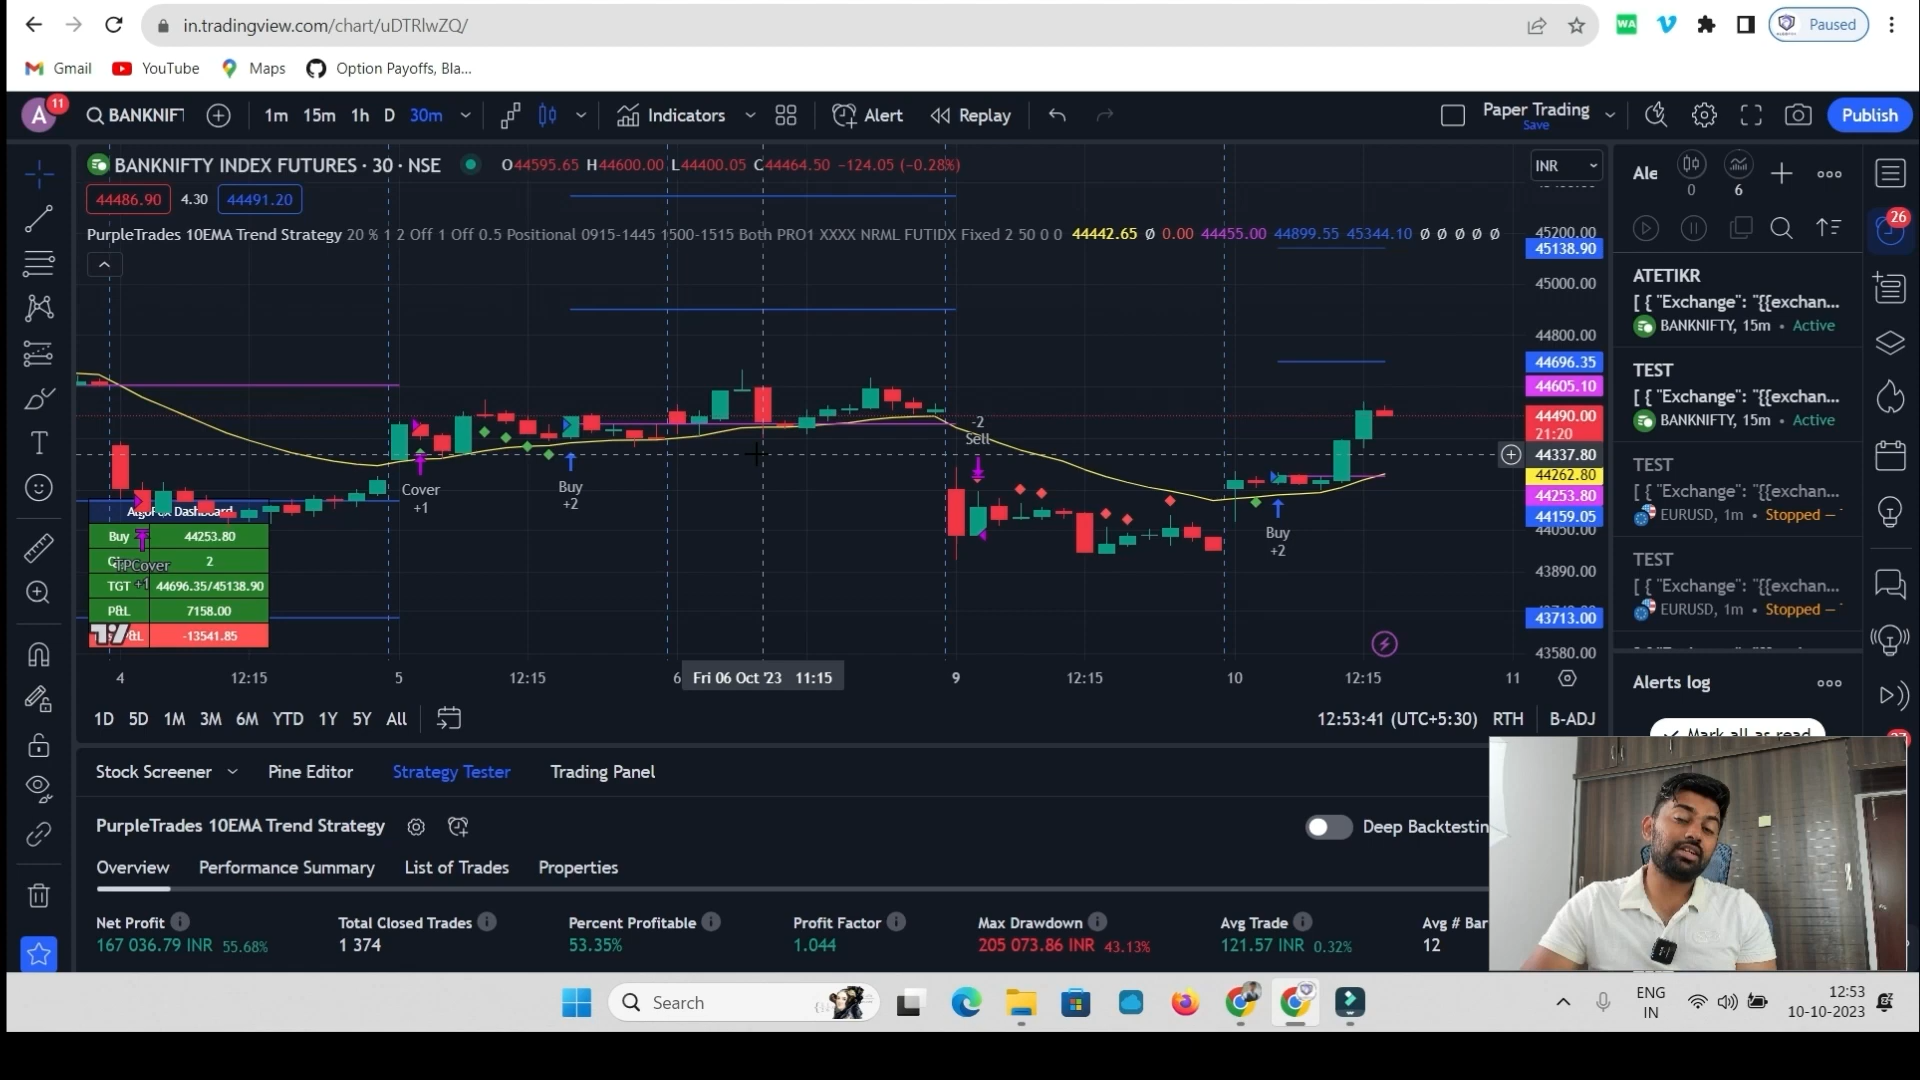 in.tradingview.com/chart/uDTRlwZQ/
WA
Paused
Gmail YouTube Maps Option Payoffs, Bla...
A 11 BANKNIF 1m 15m 1h D 30m Indicators Alert Replay Paper Trading Save Publish
BANKNIFTY INDEX FUTURES · 30 · NSE O44595.65 H44600.00 L44400.05 C44464.50 −124.05 (−0.28%)
INR
44486.90 4.30 44491.20
PurpleTrades 10EMA Trend Strategy 20 % 1 2 Off 1 Off 0.5 Positional 0915-1445 1500-1515 Both PRO1 XXXX NRML FUTIDX Fixed 2 50 0 0 44442.65 Ø 0.00 44455.00 44899.55 45344.10 Ø Ø Ø Ø Ø
45200.00
45138.90
45000.00
44800.00
44696.35
44605.10
44490.00
21:20
44337.80
44262.80
44253.80
44159.05
44050.00
43890.00
43713.00
43580.00
Cover
+1
Buy
+2
-2
Sell
Buy
+2
Dashboard
Buy 44253.80
2
TPCover
TGT +1 44696.35/45138.90
P&L 7158.00
-13541.85
4 12:15 5 12:15 6 Fri 06 Oct '23 11:15 9 12:15 10 12:15 11
1D 5D 1M 3M 6M YTD 1Y 5Y All
12:53:41 (UTC+5:30) RTH B-ADJ
Ale 0 6
26
ATETIKR
[ { "Exchange": "{{exchan...
BANKNIFTY, 15m • Active
TEST
[ { "Exchange": "{{exchan...
BANKNIFTY, 15m • Active
TEST
[ { "Exchange": "{{exchan...
EURUSD, 1m • Stopped —
TEST
[ { "Exchange": "{{exchan...
EURUSD, 1m • Stopped —
Alerts log
Mark all as read
Stock Screener Pine Editor Strategy Tester Trading Panel
PurpleTrades 10EMA Trend Strategy
Deep Backtestin
Overview Performance Summary List of Trades Properties
Net Profit Total Closed Trades Percent Profitable Profit Factor Max Drawdown Avg Trade Avg # Bar
167 036.79 INR 55.68% 1 374 53.35% 1.044 205 073.86 INR 43.13% 121.57 INR 0.32% 12
Search
ENG
IN
12:53
10-10-2023